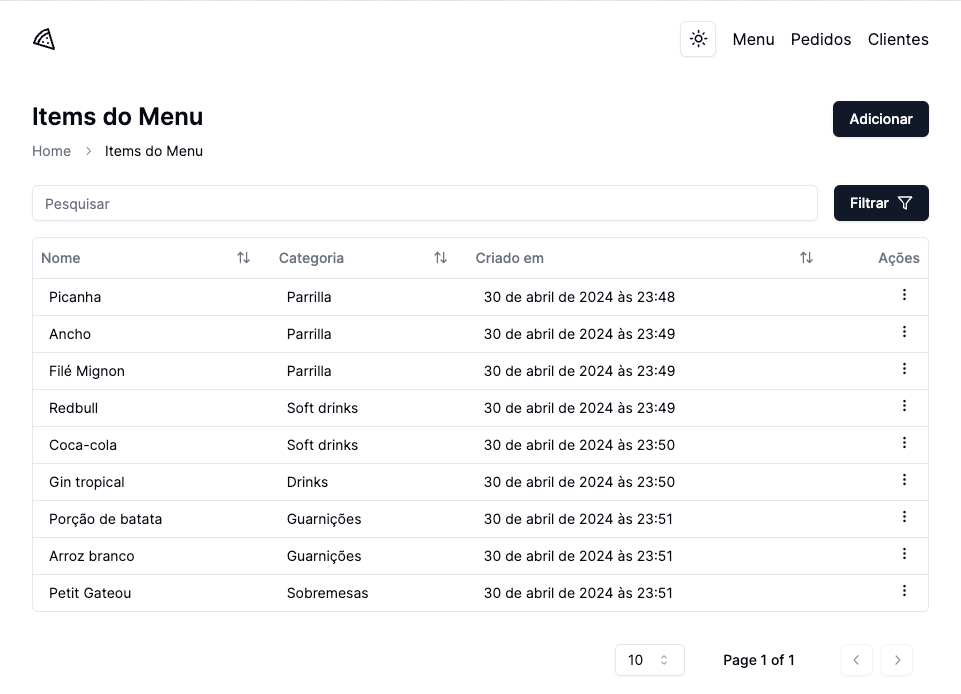 Menu Pedidos Clientes
Items do Menu
Adicionar
Home > Items do Menu
Pesquisar
Filtrar
Nome Categoria Criado em Ações
Picanha Parrilla 30 de abril de 2024 às 23:48
Ancho Parrilla 30 de abril de 2024 às 23:49
Filé Mignon Parrilla 30 de abril de 2024 às 23:49
Redbull Soft drinks 30 de abril de 2024 às 23:49
Coca-cola Soft drinks 30 de abril de 2024 às 23:50
Gin tropical Drinks 30 de abril de 2024 às 23:50
Porção de batata Guarnições 30 de abril de 2024 às 23:51
Arroz branco Guarnições 30 de abril de 2024 às 23:51
Petit Gateou Sobremesas 30 de abril de 2024 às 23:51
10 Page 1 of 1